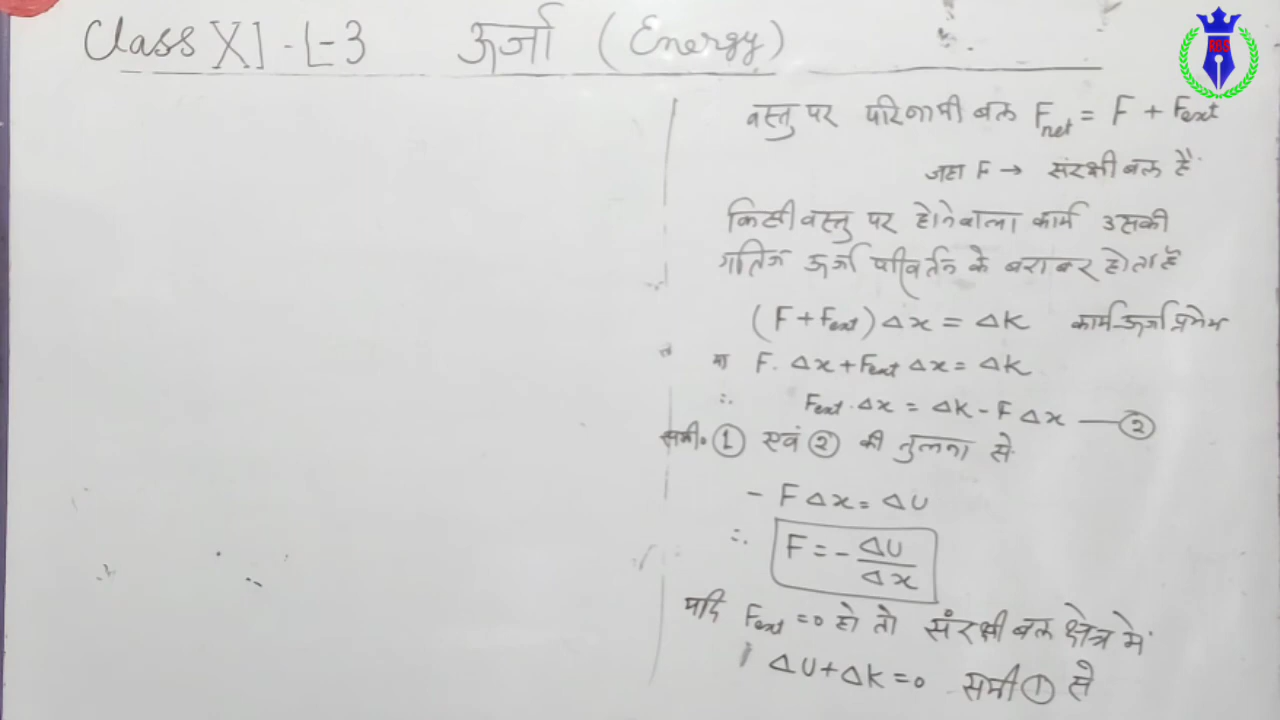 Class XI - L-3 ऊर्जा (Energy)
RBS
वस्तु पर परिणामी बल Fnet = F + Fext
जहा F → संरक्षी बल है
किसी वस्तु पर होनेवाला कार्य उसकी
गतिज ऊर्जा परिवर्तन के बराबर होता है
(F + Fext) Δx = ΔK कार्य-ऊर्जा प्रमेय
या F. Δx + Fext Δx = ΔK
∴ Fext . Δx = ΔK - F Δx — ②
समी. ① एवं ② की तुलना से
- F Δx = ΔU
∴ F = - ΔU/Δx
यदि Fext = 0 हो तो संरक्षी बल क्षेत्र में
ΔU + ΔK = 0 समी ① से